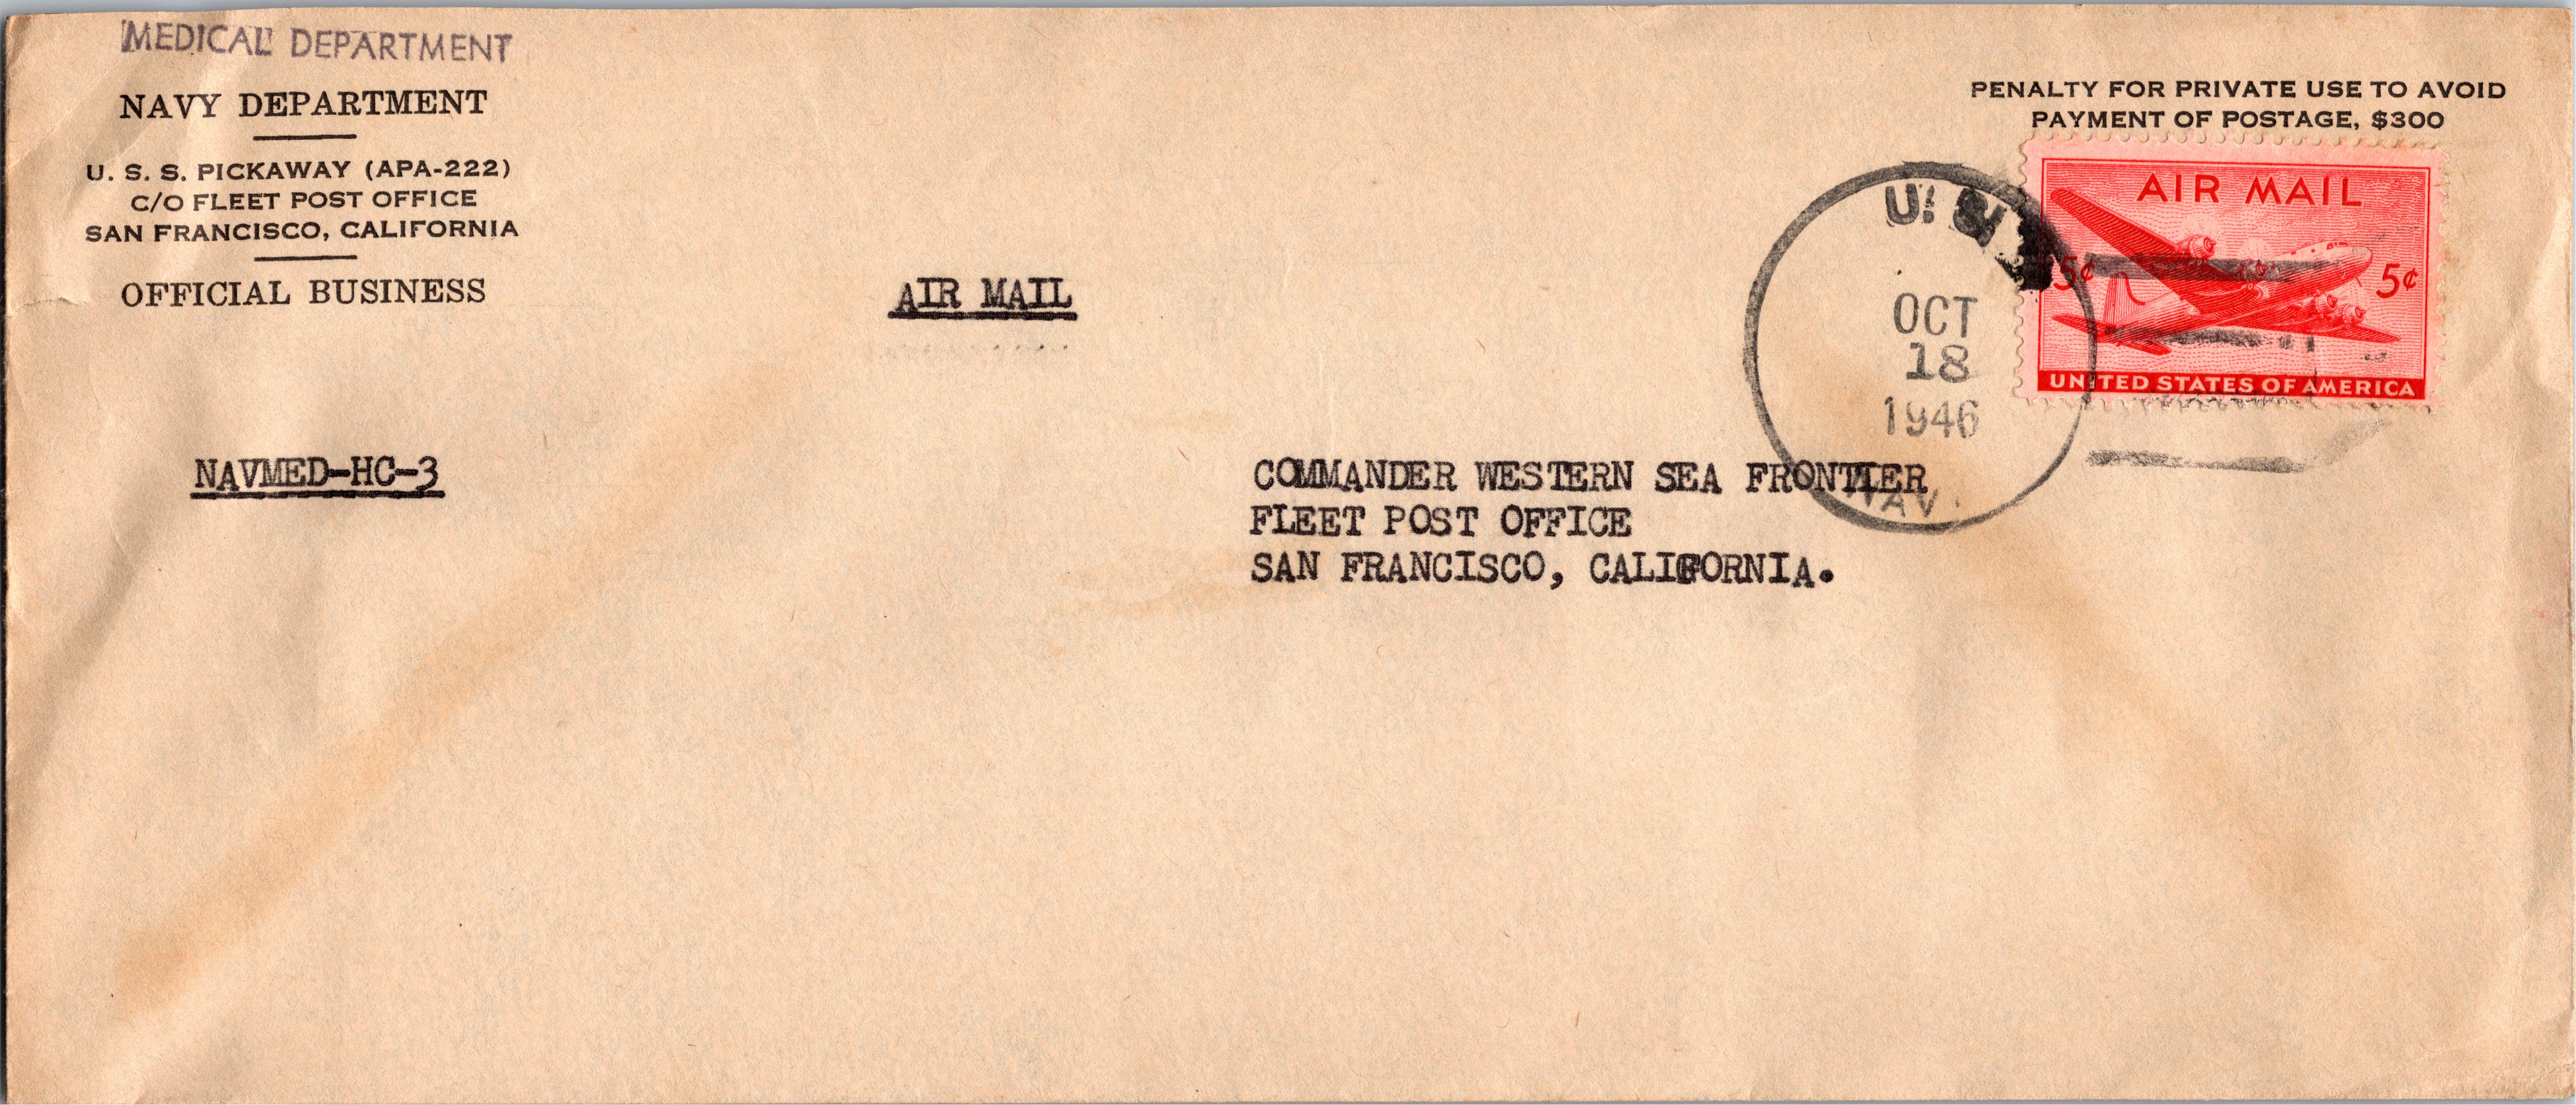 MEDICAL DEPARTMENT
NAVY DEPARTMENT
U. S. S. PICKAWAY (APA-222)
C/O FLEET POST OFFICE
SAN FRANCISCO, CALIFORNIA
OFFICIAL BUSINESS
PENALTY FOR PRIVATE USE TO AVOID
PAYMENT OF POSTAGE, $300
AIR MAIL
5¢ 5¢
UNITED STATES OF AMERICA
U. S.
OCT
18
1946
NAV.
AIR MAIL
NAVMED-HC-3
COMMANDER WESTERN SEA FRONTIER
FLEET POST OFFICE
SAN FRANCISCO, CALIFORNIA.